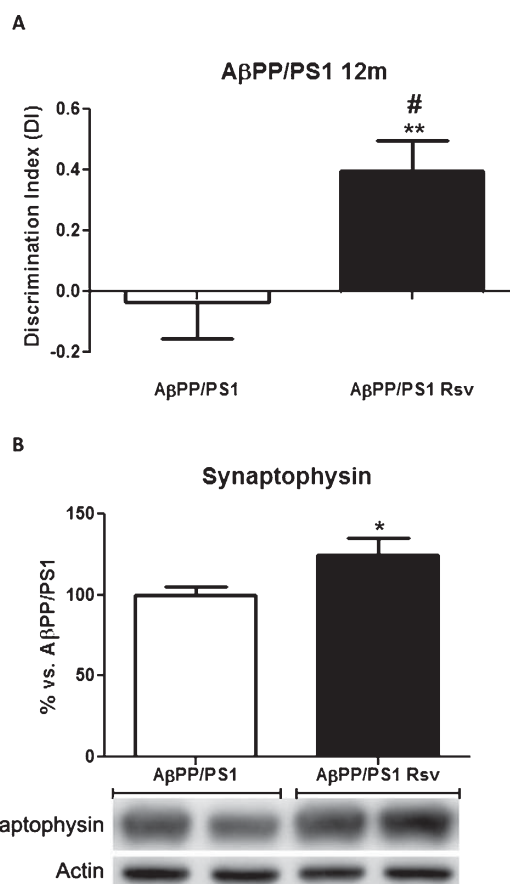 A
AβPP/PS1 12m
Discrimination Index (DI)
0.6
0.4
0.2
0.0
-0.2
#
**
AβPP/PS1
AβPP/PS1 Rsv
B
Synaptophysin
% vs. AβPP/PS1
150
100
50
0
*
AβPP/PS1
AβPP/PS1 Rsv
aptophysin
Actin